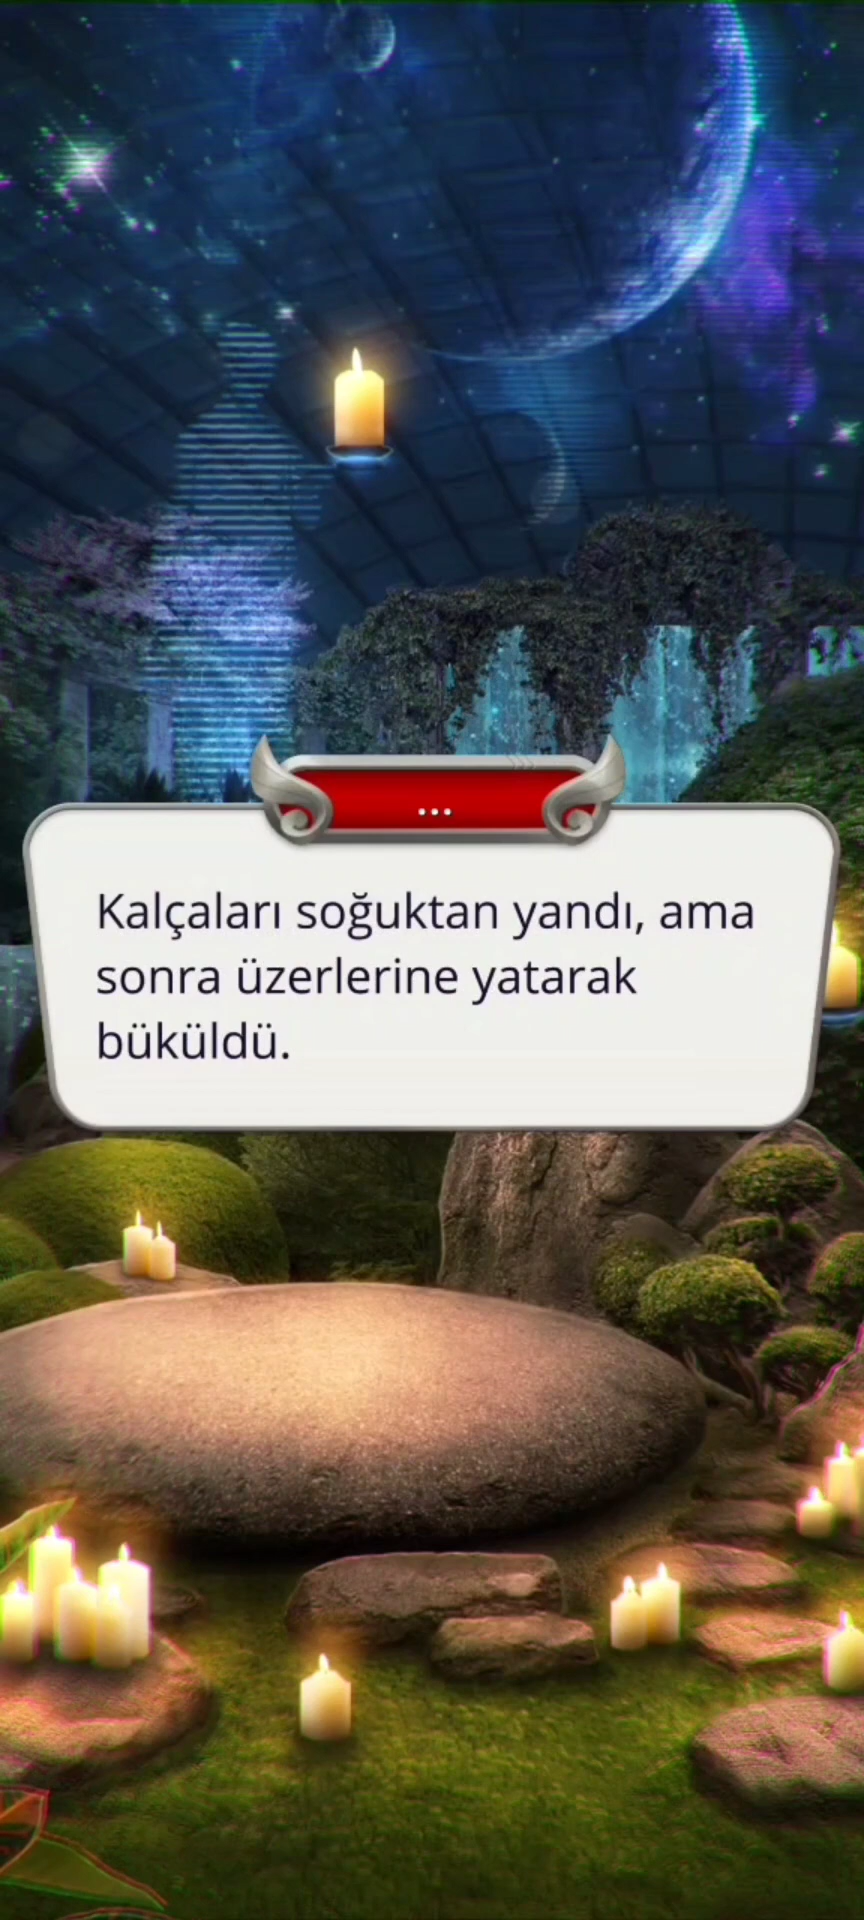 ...
Kalçaları soğuktan yandı, ama
sonra üzerlerine yatarak
büküldü.